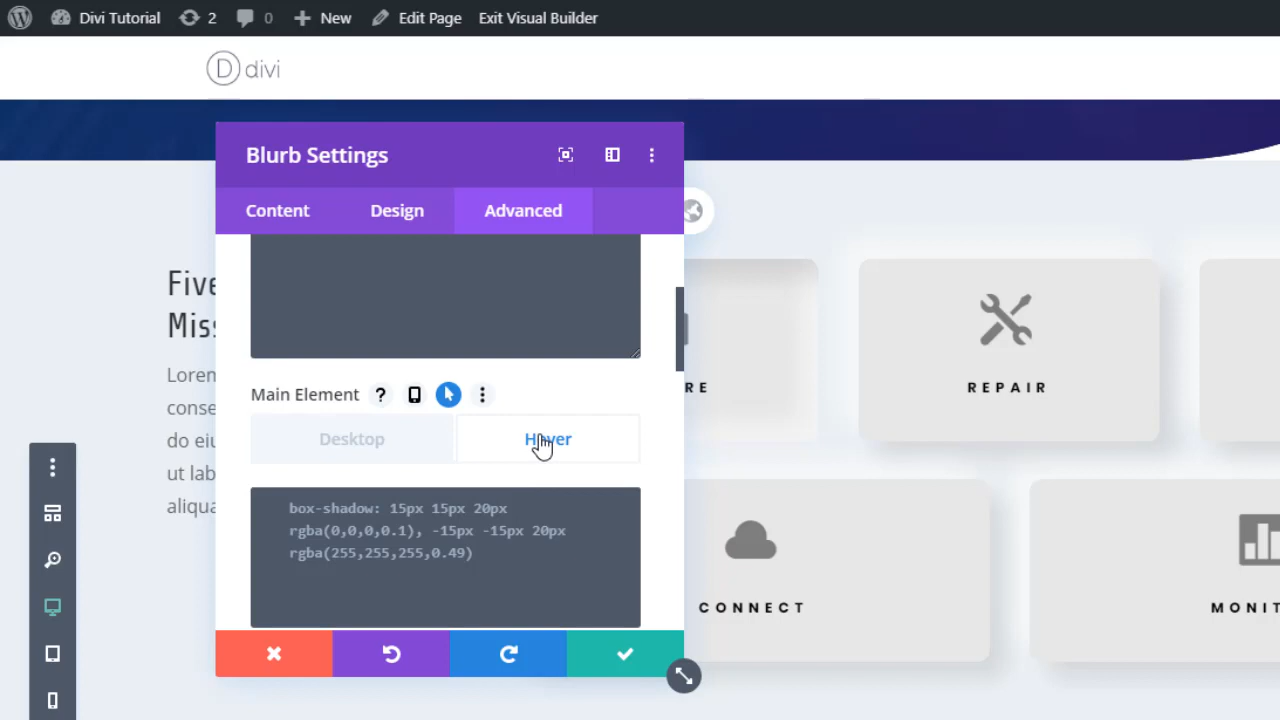 Divi Tutorial 2 0 New Edit Page Exit Visual Builder
D divi
Blurb Settings
Content Design Advanced
Five
Miss
Lorem
conse
do eiu
ut lab
aliqua
Main Element ?
Desktop Hover
box-shadow: 15px 15px 20px
rgba(0,0,0,0.1), -15px -15px 20px
rgba(255,255,255,0.49)
RE
REPAIR
CONNECT
MONIT